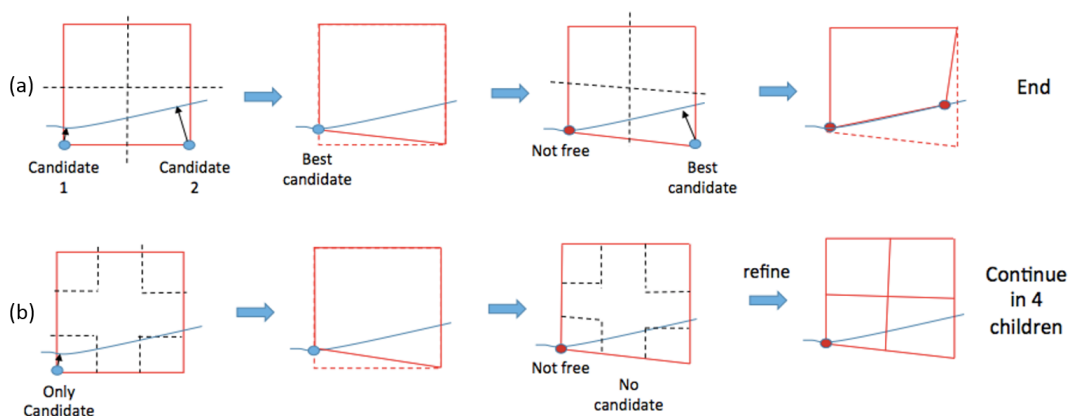 (a)
Candidate
1
Candidate
2
Best
candidate
Not free
Best
candidate
End
(b)
Only
Candidate
Not free
No
candidate
refine
Continue
in 4
children